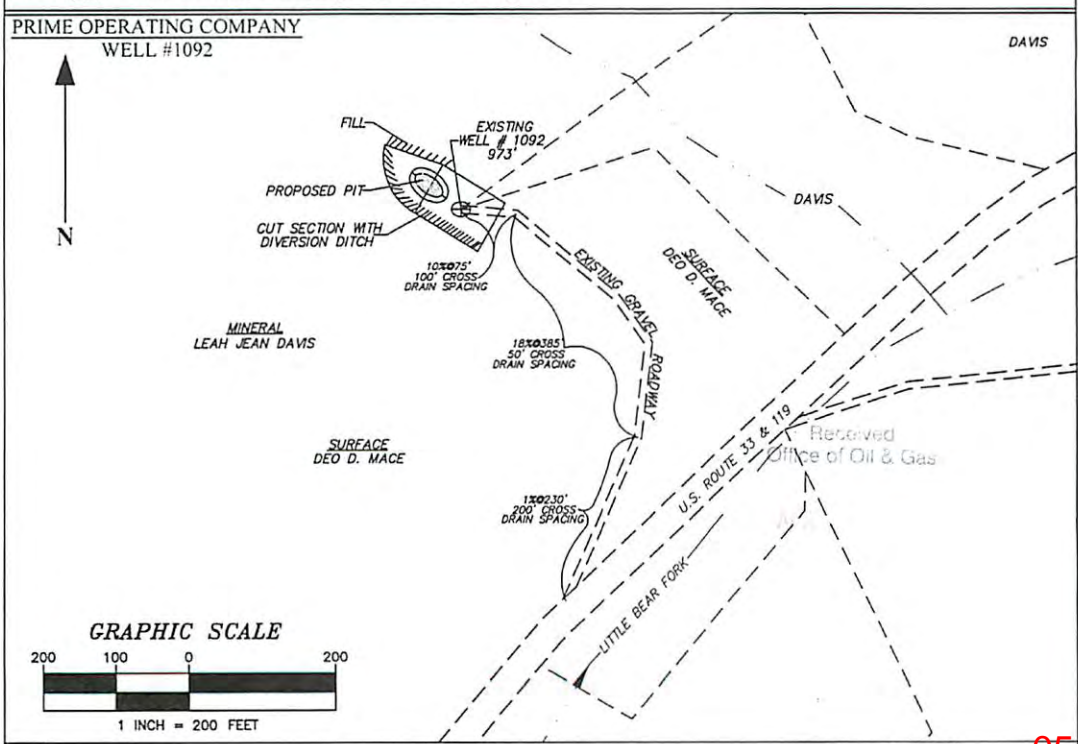 PRIME OPERATING COMPANY
WELL #1092
DAVIS
FILL
EXISTING
WELL # 1092
973'
PROPOSED PIT
DAVIS
CUT SECTION WITH
DIVERSION DITCH
N
10%@75'
100' CROSS
DRAIN SPACING
EXISTING GRAVEL ROADWAY
SURFACE
DEO D. MACE
MINERAL
LEAH JEAN DAVIS
18%@385'
50' CROSS
DRAIN SPACING
SURFACE
DEO D. MACE
U.S. ROUTE 33 & 119
Received
Office of Oil & Gas
1%@230'
200' CROSS
DRAIN SPACING
LITTLE BEAR FORK
GRAPHIC SCALE
200 100 0 200
1 INCH = 200 FEET